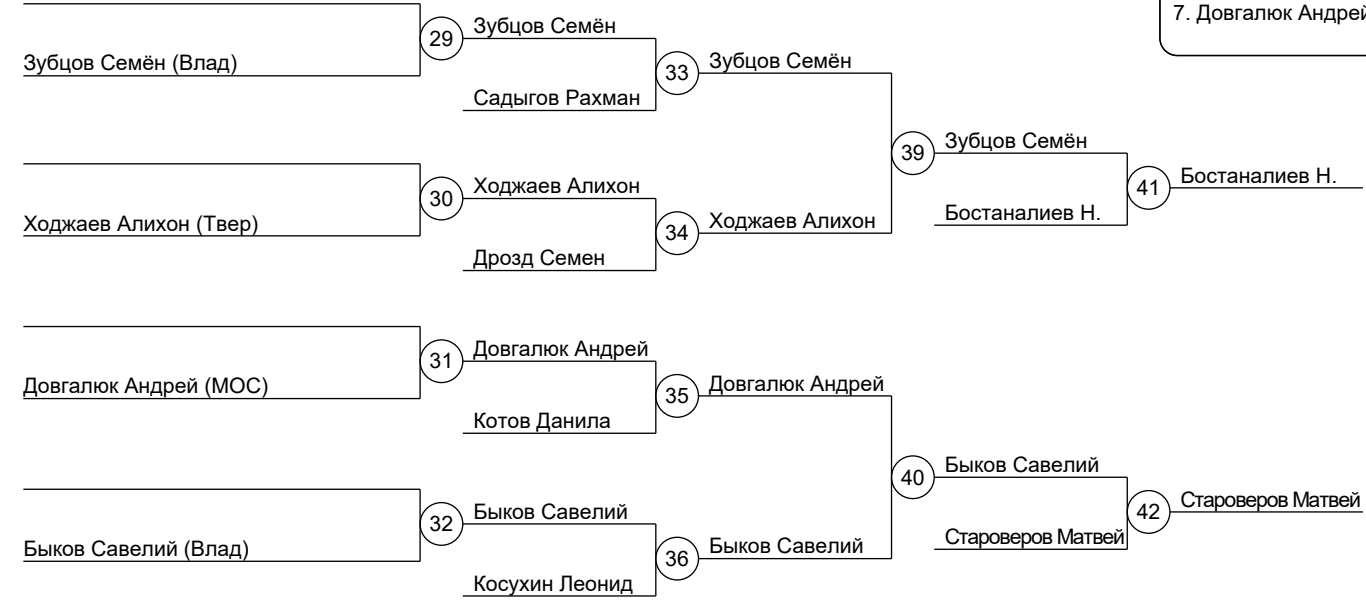 7. Довгалюк Андрей
Зубцов Семён (Влад)
29
Зубцов Семён
Садыгов Рахман
33
Зубцов Семён
Ходжаев Алихон (Твер)
30
Ходжаев Алихон
Дрозд Семен
34
Ходжаев Алихон
39
Зубцов Семён
Бостаналиев Н.
41
Бостаналиев Н.
Довгалюк Андрей (МОС)
31
Довгалюк Андрей
Котов Данила
35
Довгалюк Андрей
Быков Савелий (Влад)
32
Быков Савелий
Косухин Леонид
36
Быков Савелий
40
Быков Савелий
Староверов Матвей
42
Староверов Матвей